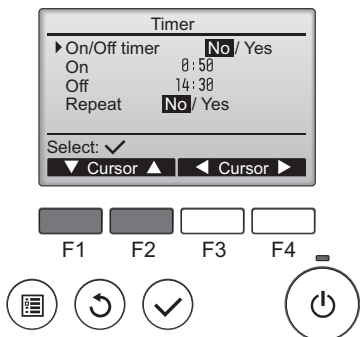 Timer
On/Off timer No / Yes
On 0:50
Off 14:30
Repeat No / Yes
Select: ✓
▼ Cursor ▲ ◀ Cursor ▶
F1 F2 F3 F4